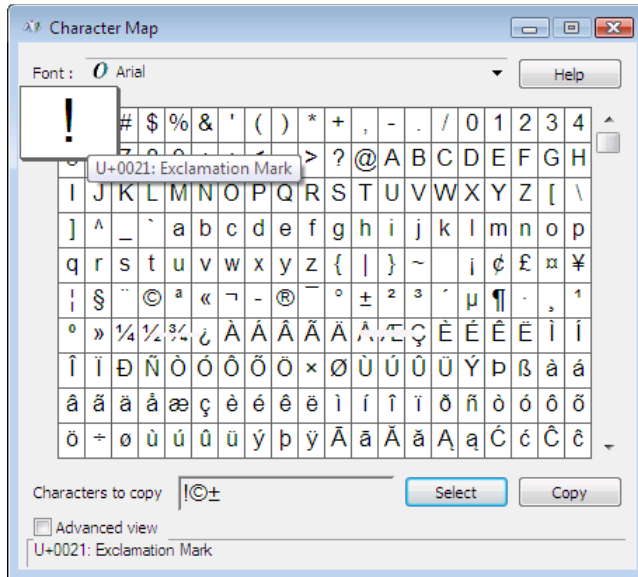 Character Map
Font : O Arial Help
! # $ % & ' ( ) * + , - . / 0 1 2 3 4
> ? @ A B C D E F G H
U+0021: Exclamation Mark
I J K L M N O P Q R S T U V W X Y Z [ \
] ^ _ ` a b c d e f g h i j k l m n o p
q r s t u v w x y z { | } ~ ¡ ¢ £ ¤ ¥
¦ § ¨ © ª « ¬ - ® ¯ ° ± ² ³ ´ µ ¶ · ¸ ¹
º » ¼ ½ ¾ ¿ À Á Â Ã Ä Å Æ Ç È É Ê Ë Ì Í
Î Ï Ð Ñ Ò Ó Ô Õ Ö × Ø Ù Ú Û Ü Ý Þ ß à á
â ã ä å æ ç è é ê ë ì í î ï ð ñ ò ó ô õ
ö ÷ ø ù ú û ü ý þ ÿ Ā ā Ă ă Ą ą Ć ć Ĉ ĉ
Characters to copy !©± Select Copy
Advanced view
U+0021: Exclamation Mark